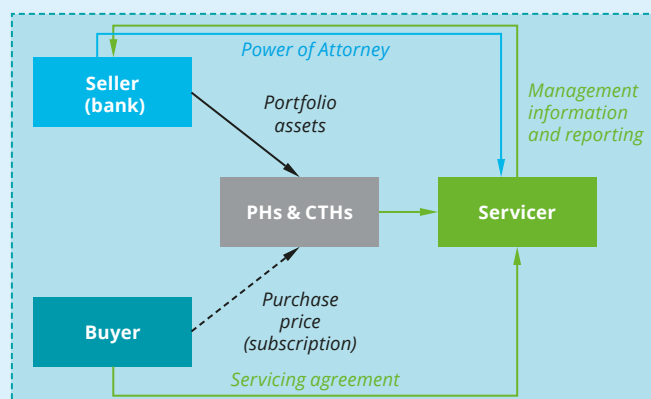 Power of Attorney
Seller
(bank)
Portfolio
assets
Management
information
and reporting
PHs & CTHs
Servicer
Buyer
Purchase
price
(subscription)
Servicing agreement